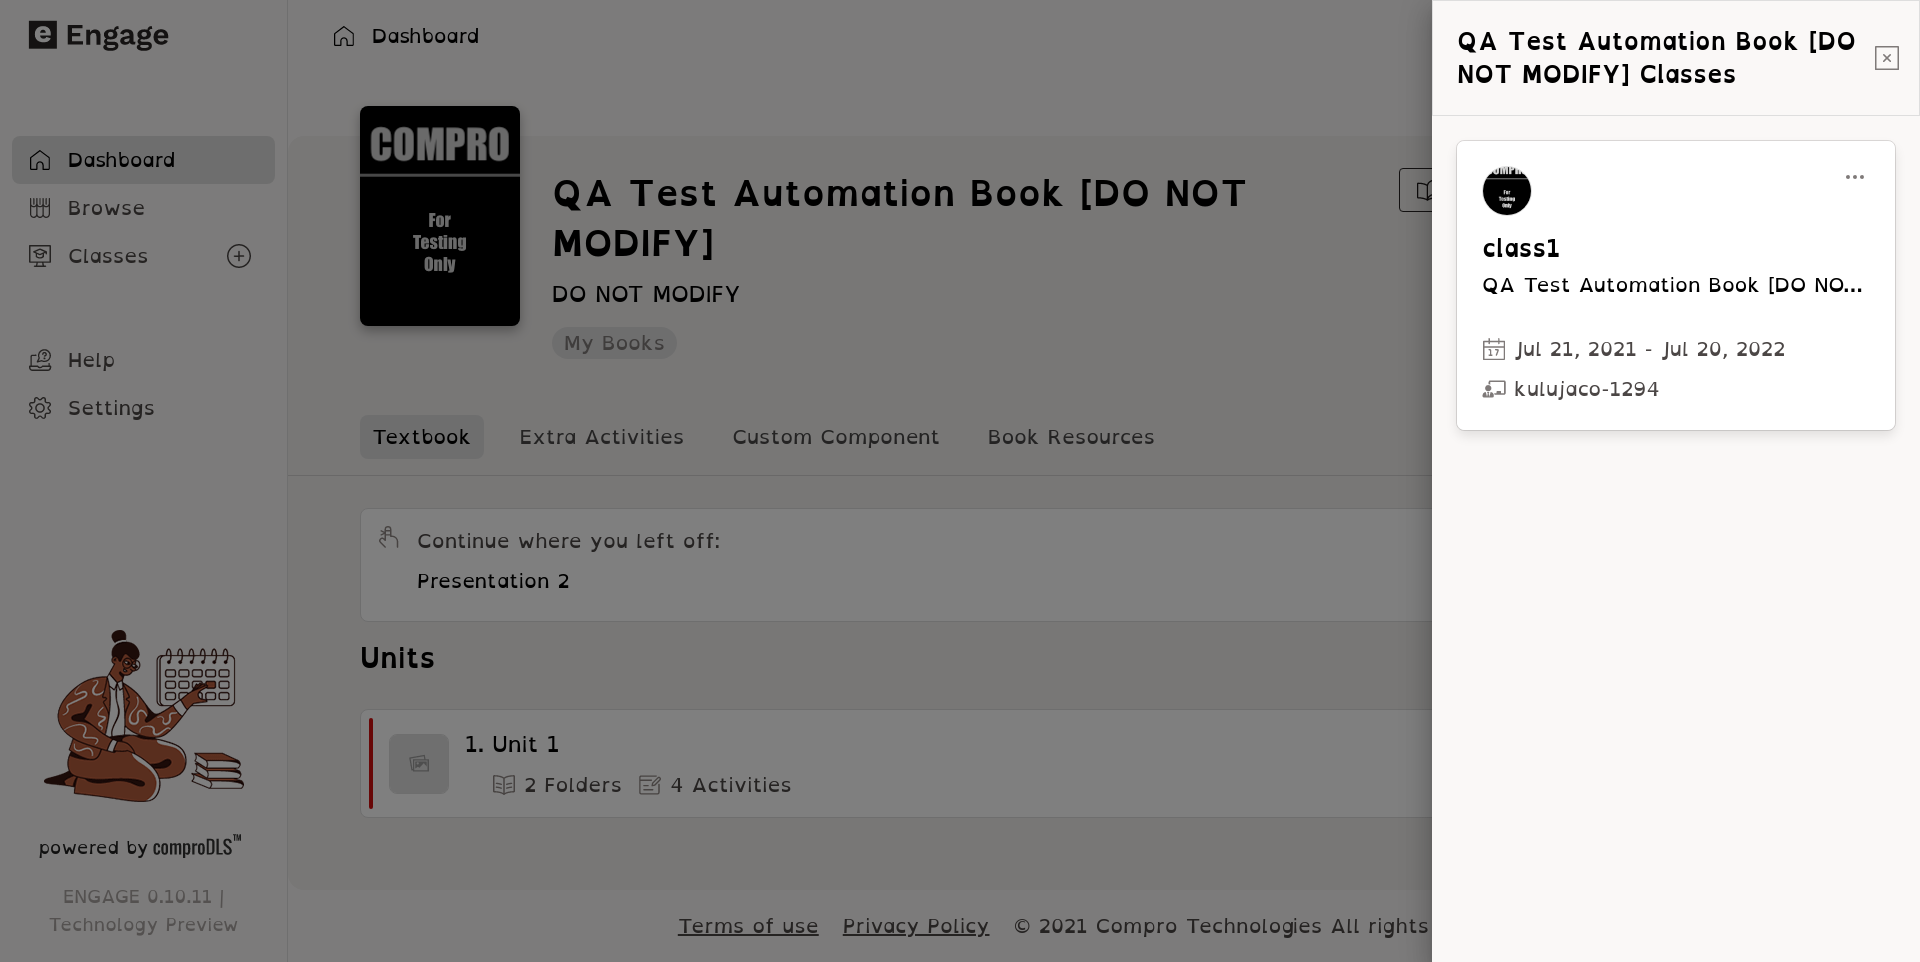 e Engage
Dashboard
Browse
Classes
Help
Settings
powered by comproDLS™
ENGAGE 0.10.11 |
Technology Preview
Dashboard
COMPRO
For
Testing
Only
QA Test Automation Book [DO NOT
MODIFY]
DO NOT MODIFY
My Books
Textbook
Extra Activities
Custom Component
Book Resources
Continue where you left off:
Presentation 2
Units
1. Unit 1
2 Folders
4 Activities
Terms of use
Privacy Policy
© 2021 Compro Technologies All rights
QA Test Automation Book [DO
NOT MODIFY] Classes
For
Testing
Only
class1
QA Test Automation Book [DO NO...
17
Jul 21, 2021 - Jul 20, 2022
kulujaco-1294